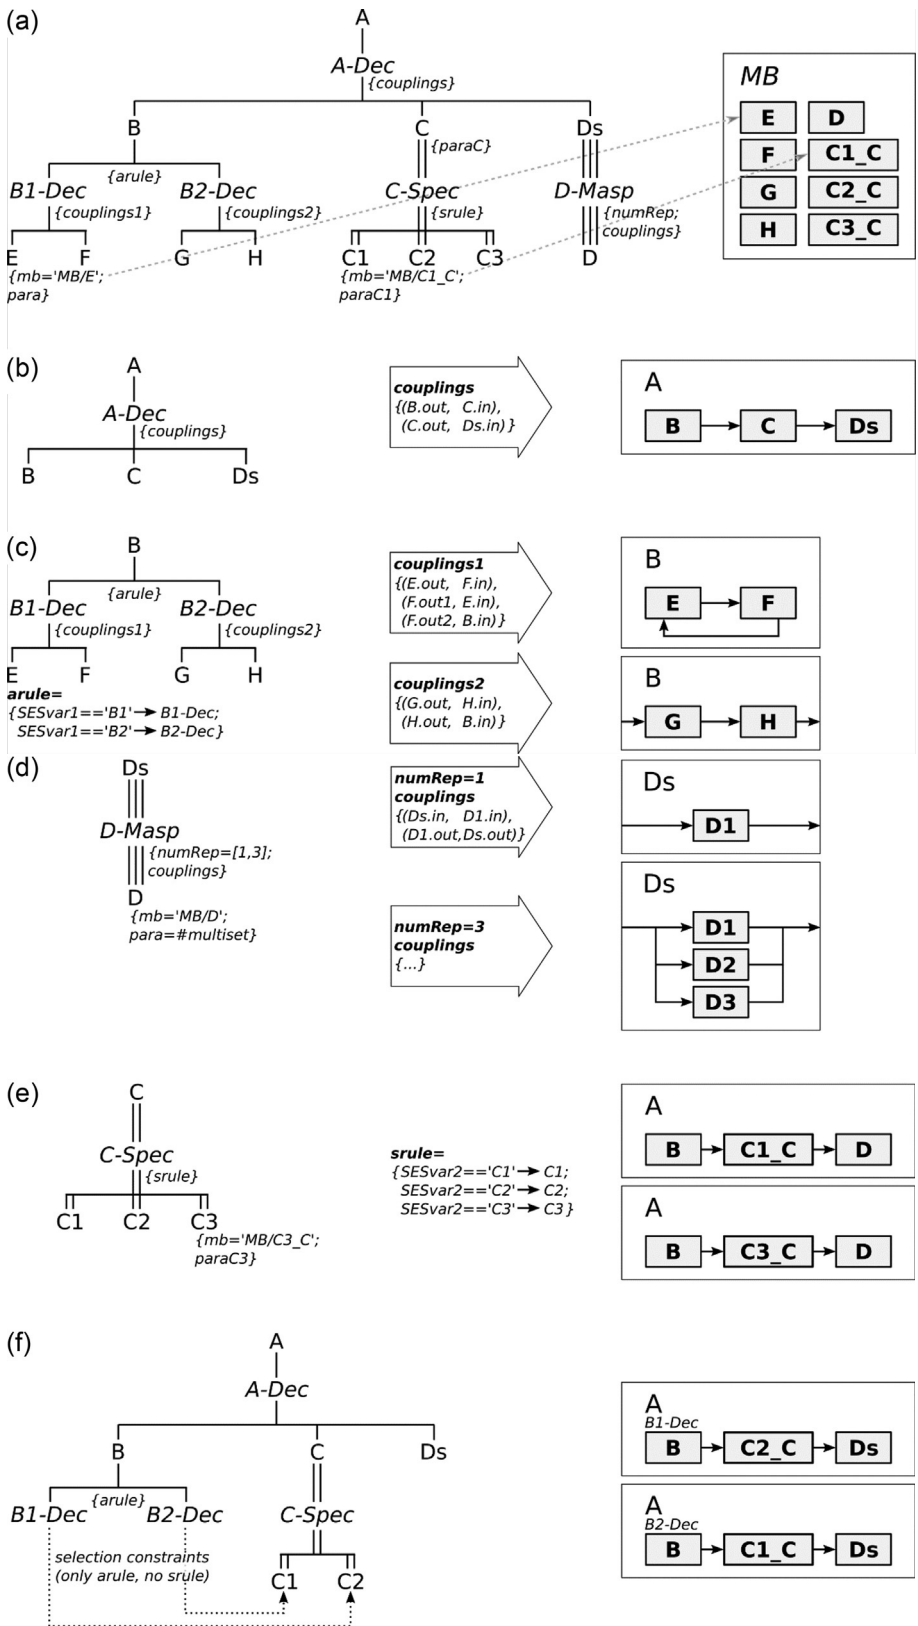 (a)
A
A-Dec
{couplings}
B C Ds
{paraC}
{arule}
B1-Dec B2-Dec C-Spec D-Masp
{couplings1} {couplings2} {srule} {numRep;
couplings}
E F G H C1 C2 C3 D
{mb='MB/E';
para}
{mb='MB/C1_C';
paraC1}
MB
E D
F C1_C
G C2_C
H C3_C
(b)
A
A-Dec
{couplings}
B C Ds
couplings
{(B.out, C.in),
(C.out, Ds.in)}
A
B C Ds
(c)
B
{arule}
B1-Dec B2-Dec
{couplings1} {couplings2}
E F G H
arule=
{SESvar1=='B1'→ B1-Dec;
SESvar1=='B2'→ B2-Dec}
couplings1
{(E.out, F.in),
(F.out1, E.in),
(F.out2, B.in)}
B
E F
couplings2
{(G.out, H.in),
(H.out, B.in)}
B
G H
(d)
Ds
D-Masp
{numRep=[1,3];
couplings}
D
{mb='MB/D';
para=#multiset}
numRep=1
couplings
{(Ds.in, D1.in),
(D1.out,Ds.out)}
Ds
D1
numRep=3
couplings
{...}
Ds
D1
D2
D3
(e)
C
C-Spec
{srule}
C1 C2 C3
{mb='MB/C3_C';
paraC3}
srule=
{SESvar2=='C1'→ C1;
SESvar2=='C2'→ C2;
SESvar2=='C3'→ C3}
A
B C1_C D
A
B C3_C D
(f)
A
A-Dec
B C Ds
{arule}
B1-Dec B2-Dec C-Spec
selection constraints
(only arule, no srule)
C1 C2
A
B1-Dec
B C2_C Ds
A
B2-Dec
B C1_C Ds